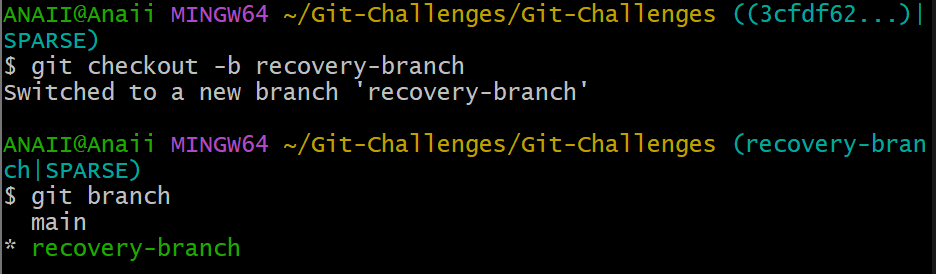 ANAII@Anaii MINGW64 ~/Git-Challenges/Git-Challenges ((3cfdf62...)|
SPARSE)
$ git checkout -b recovery-branch
Switched to a new branch 'recovery-branch'

ANAII@Anaii MINGW64 ~/Git-Challenges/Git-Challenges (recovery-bran
ch|SPARSE)
$ git branch
  main
* recovery-branch